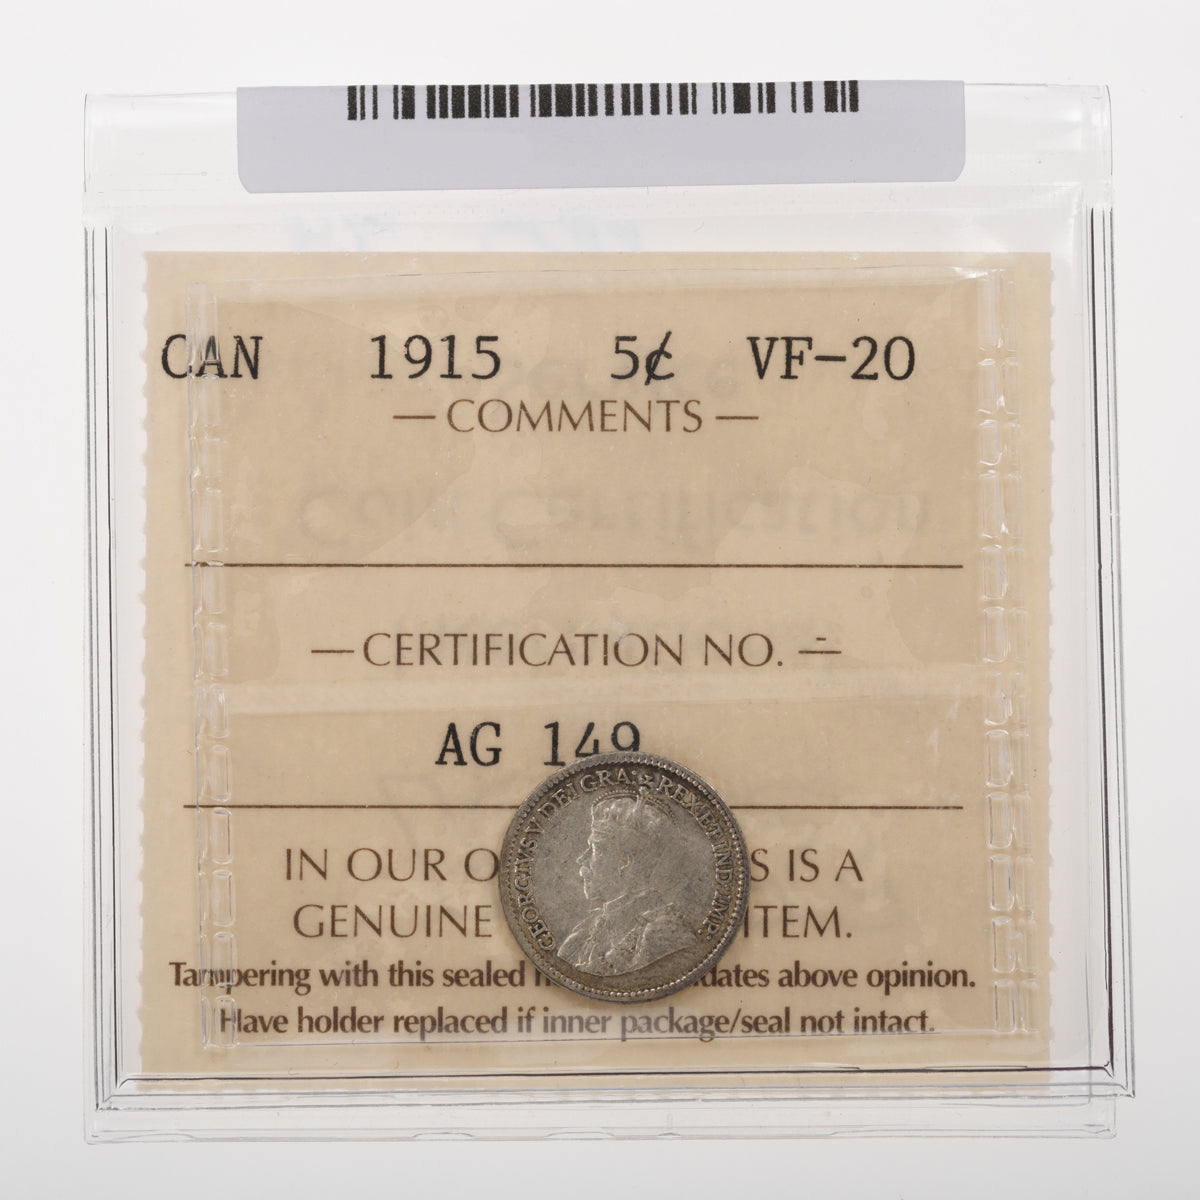 CAN 1915 5¢ VF-20
— COMMENTS —
Coin Certification
— CERTIFICATION NO. —
AG 149
IN OUR O S IS A
GENUINE ITEM.
Tampering with this sealed dates above opinion.
Have holder replaced if inner package/seal not intact.
GEORGIVS V DEI GRA: REX ET IND: IMP: